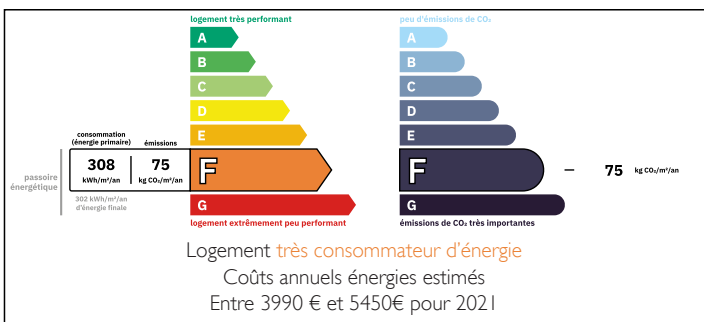 logement très performant
A
B
C
D
E
consommation
(énergie primaire)
émissions
passoire
énergétique
308
kWh/m²/an
75
kg CO₂/m²/an
F
302 kWh/m²/an
d'énergie finale
G
logement extrêmement peu performant
peu d'émissions de CO₂
A
B
C
D
E
F
75 kg CO₂/m²/an
G
émissions de CO₂ très importantes
Logement très consommateur d'énergie
Coûts annuels énergies estimés
Entre 3990 € et 5450€ pour 2021